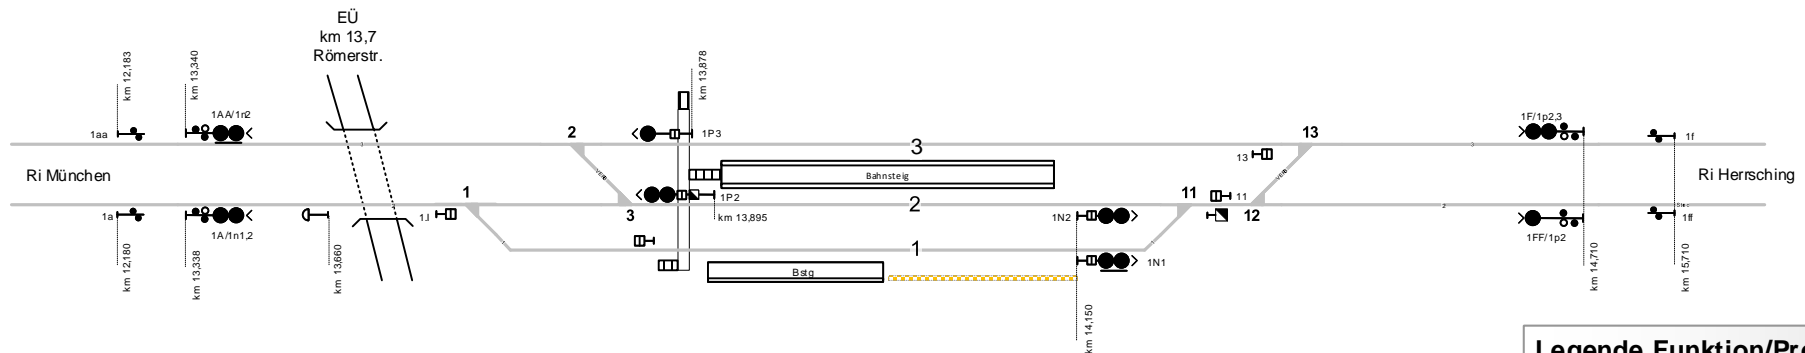 EÜ
km 13,7
Römerstr.
km 12,183
km 13,340
km 13,878
1aa
1AA/1n2
2
1P3
3
13
1F/1p2,3
1f
13
Ri München
Bahnsteig
Ri Herrsching
1
1P2
11
11
1a
1A/1n1,2
1J
3
km 13,895
2
1N2
12
1FF/1p2
1ff
1
1N1
Bstg
km 12,180
km 13,338
km 13,660
km 14,150
km 14,710
km 15,710
Legende Funktion/Pr